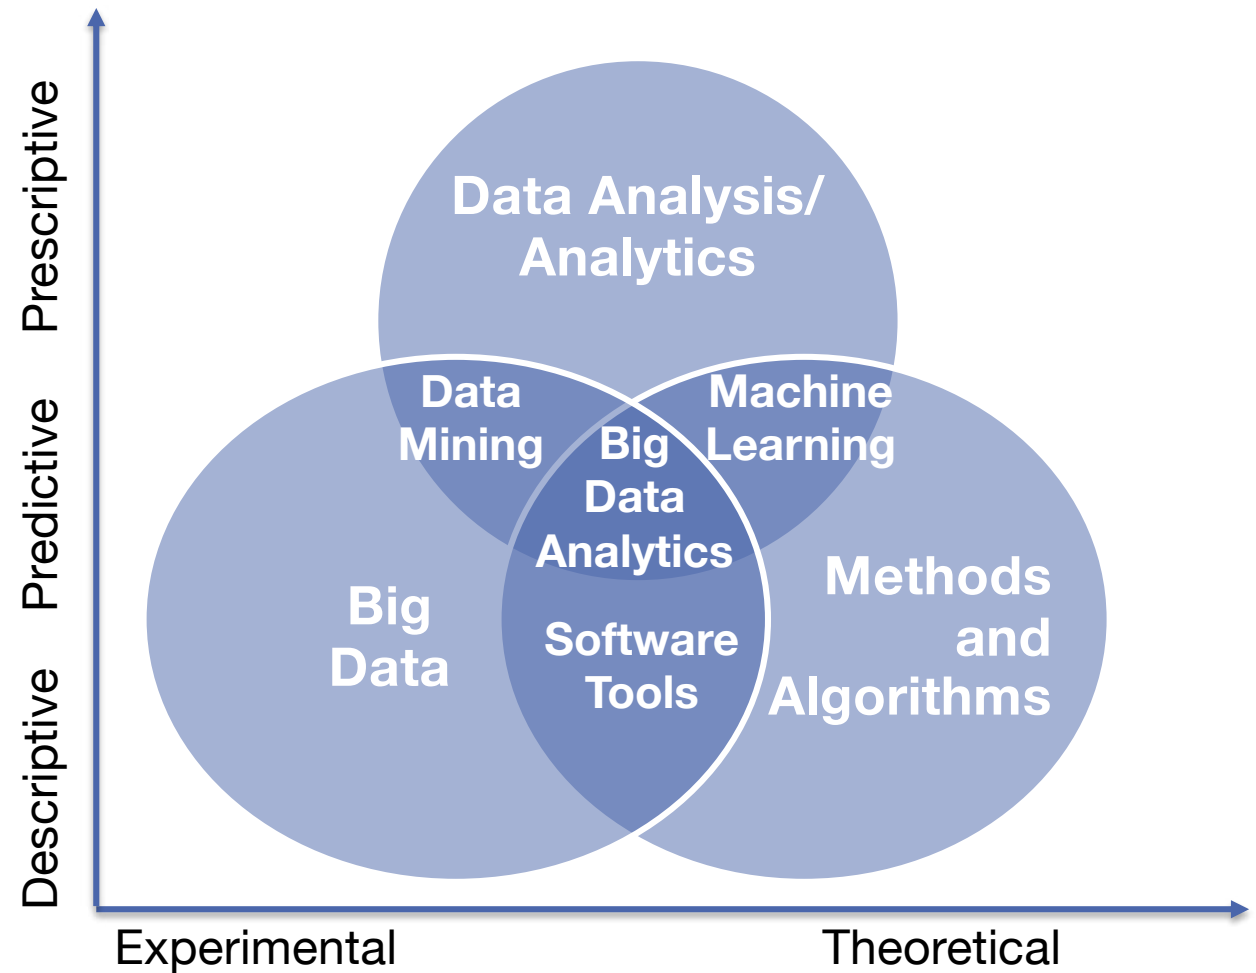 Prescriptive
Predictive
Descriptive
Data Analysis/
Analytics
Data
Mining
Machine
Learning
Big
Data
Analytics
Big
Data
Software
Tools
Methods
and
Algorithms
Experimental
Theoretical